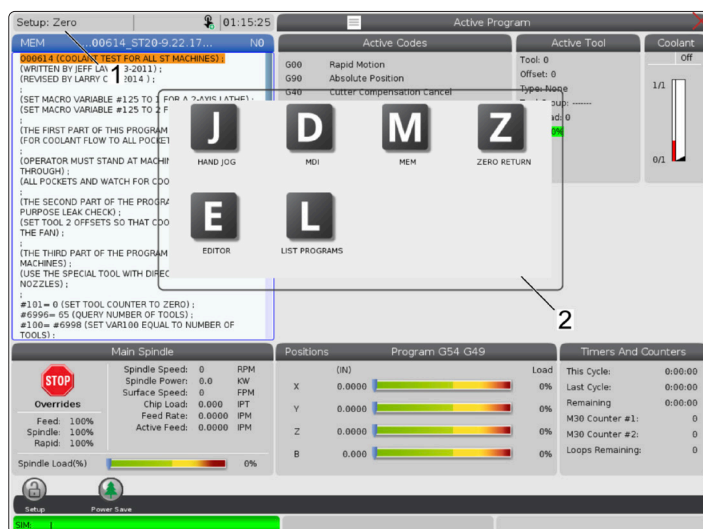 Setup: Zero
01:15:25
Active Program
MEM ...00614_ST20-9.22.17... N0
O00614 (COOLANT TEST FOR ALL ST MACHINES) ;
(WRITTEN BY JEFF LAW 3-2011) ;
(REVISED BY LARRY C 2014 ) ;
;
(SET MACRO VARIABLE #125 TO 1 FOR A 2-AXIS LATHE) ;
(SET MACRO VARIABLE #125 TO 2 F
;
(THE FIRST PART OF THIS PROGRAM
(FOR COOLANT FLOW TO ALL POCKET
;
(OPERATOR MUST STAND AT MACHIN
THROUGH) ;
(ALL POCKETS AND WATCH FOR COO
;
(THE SECOND PART OF THE PROGRA
PURPOSE LEAK CHECK) ;
(SET TOOL 2 OFFSETS SO THAT COO
THE FAN) ;
;
(THE THIRD PART OF THE PROGRAM
MACHINES) ;
(USE THE SPECIAL TOOL WITH DIREC
NOZZLES) ;
;
#101= 0 (SET TOOL COUNTER TO ZERO) ;
#6996= 65 (QUERY NUMBER OF TOOLS) ;
#100= #6998 (SET VAR100 EQUAL TO NUMBER OF
TOOLS) ;
1
Active Codes
G00 Rapid Motion
G90 Absolute Position
G40 Cutter Compensation Cancel
Active Tool
Tool: 0
Offset: 0
Type: None
oup: -------
ad: 0
0%
Coolant
Off
1/1
0/1
J
HAND JOG
D
MDI
M
MEM
Z
ZERO RETURN
E
EDITOR
L
LIST PROGRAMS
2
Main Spindle
STOP
Overrides
Feed: 100%
Spindle: 100%
Rapid: 100%
Spindle Speed: 0 RPM
Spindle Power: 0.0 KW
Surface Speed: 0 FPM
Chip Load: 0.000 IPT
Feed Rate: 0.0000 IPM
Active Feed: 0.0000 IPM
Spindle Load(%) 0%
Positions Program G54 G49
(IN) Load
X 0.0000 0%
Y 0.0000 0%
Z 0.0000 0%
B 0.000 0%
Timers And Counters
This Cycle: 0:00:00
Last Cycle: 0:00:00
Remaining 0:00:00
M30 Counter #1: 0
M30 Counter #2: 0
Loops Remaining: 0
Setup
Power Save
SIM: